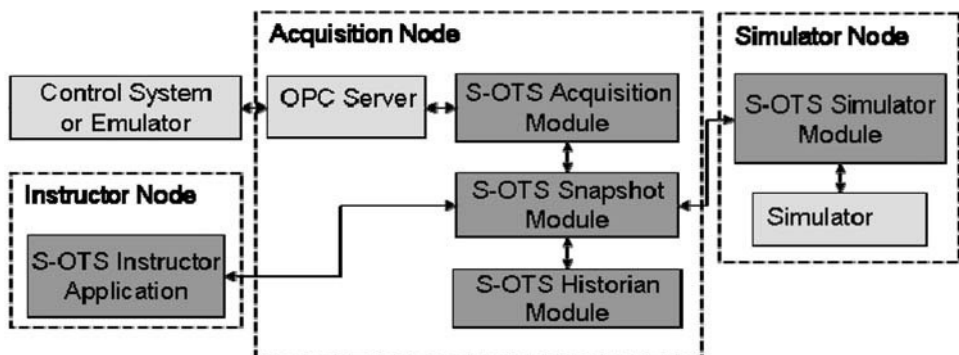 Acquisition Node
Simulator Node
Control System
or Emulator
OPC Server
S-OTS Acquisition
Module
S-OTS Simulator
Module
Instructor Node
S-OTS Snapshot
Module
Simulator
S-OTS Instructor
Application
S-OTS Historian
Module